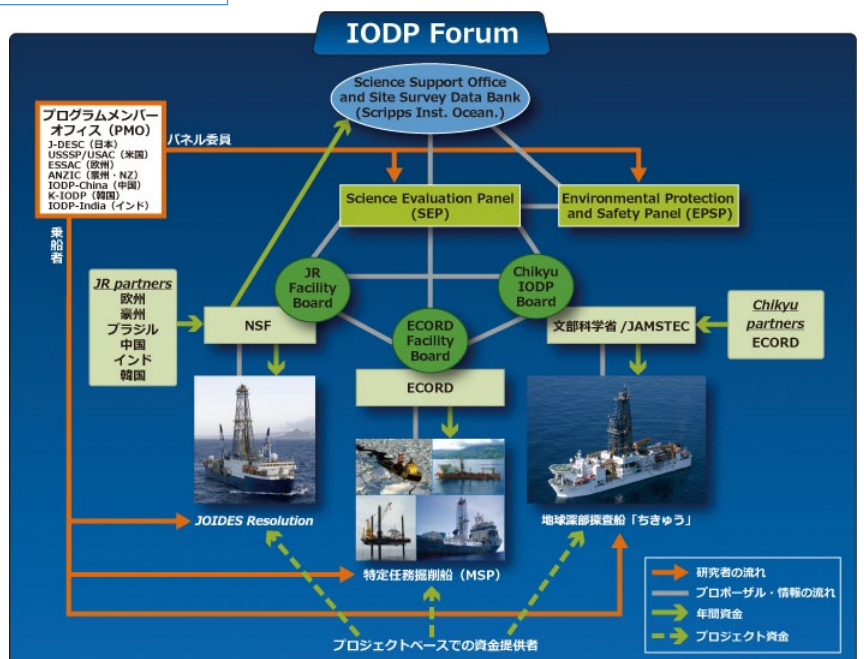 IODP Forum
Science Support Office
and Site Survey Data Bank
(Scripps Inst. Ocean.)
プログラムメンバー
オフィス（PMO）
J-DESC（日本）
USSSP/USAC（米国）
ESSAC（欧州）
ANZIC（豪州・NZ）
IODP-China（中国）
K-IODP（韓国）
IODP-India（インド）
パネル委員
Science Evaluation Panel
(SEP)
Environmental Protection
and Safety Panel (EPSP)
乗船者
JR partners
欧州
豪州
ブラジル
中国
インド
韓国
JR
Facility
Board
Chikyu
IODP
Board
NSF
ECORD
Facility
Board
文部科学省/JAMSTEC
Chikyu
partners
ECORD
ECORD
JOIDES Resolution
特定任務掘削船（MSP）
地球深部探査船「ちきゅう」
プロジェクトベースでの資金提供者
研究者の流れ
プロポーザル・情報の流れ
年間資金
プロジェクト資金